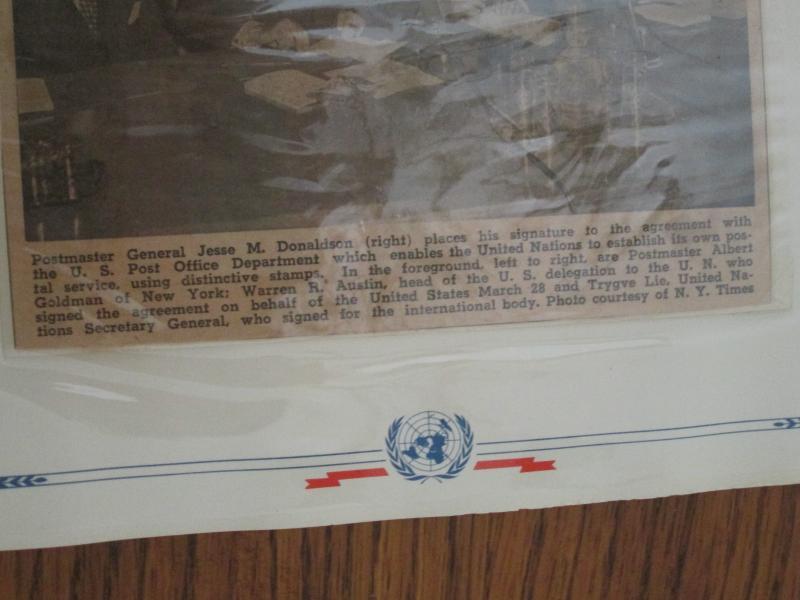 Postmaster General Jesse M. Donaldson (right) places his signature to the agreement with
the U. S. Post Office Department which enables the United Nations to establish its own pos-
tal service, using distinctive stamps. In the foreground, left to right, are Postmaster Albert
Goldman of New York; Warren R. Austin, head of the U. S. delegation to the U. N. who
signed the agreement on behalf of the United States March 28 and Trygve Lie, United Na-
tions Secretary General, who signed for the international body. Photo courtesy of N. Y. Times